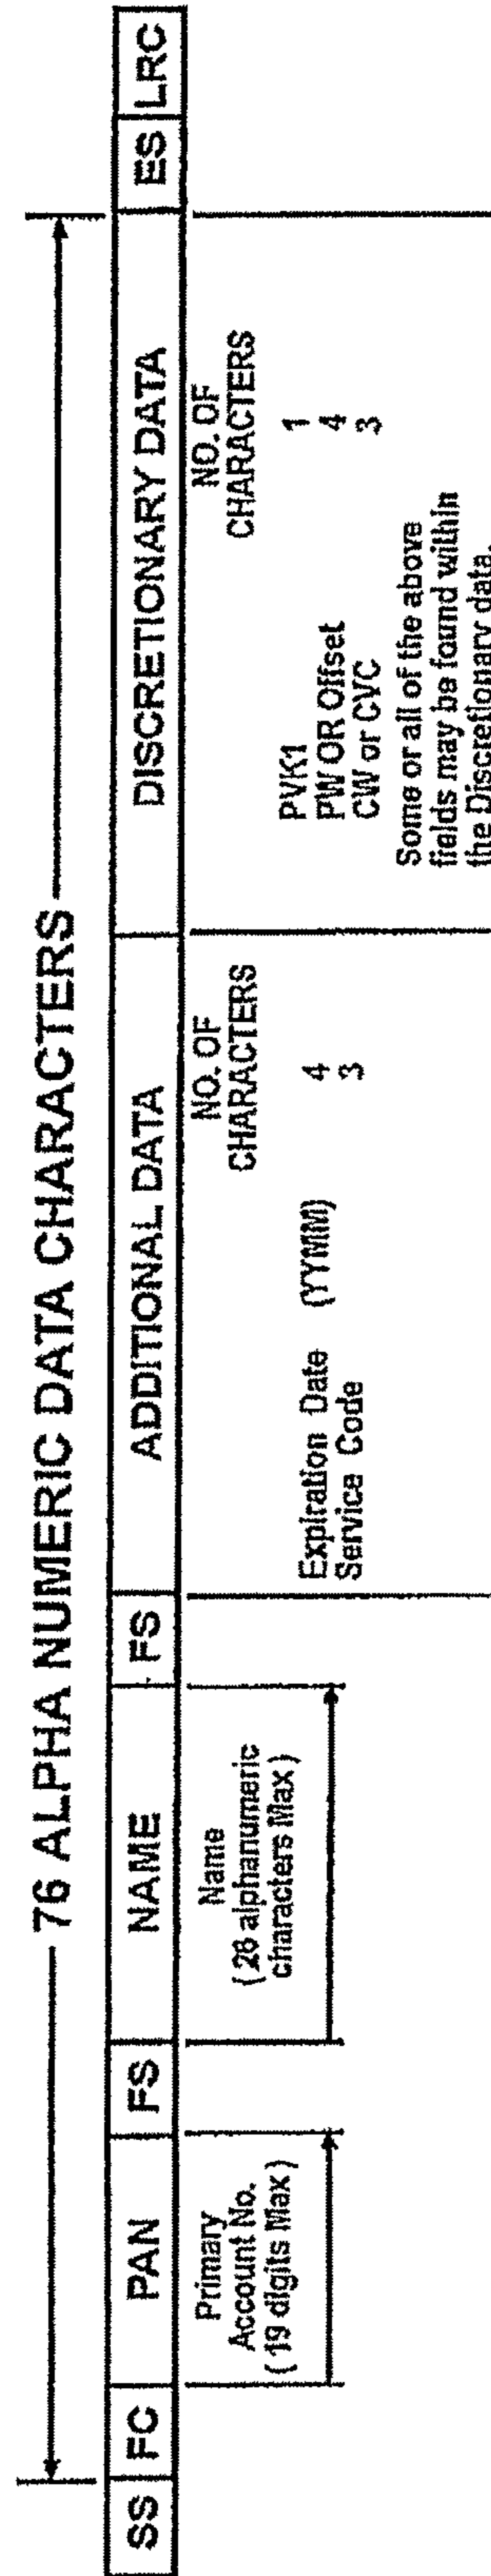 76 ALPHA NUMERIC DATA CHARACTERS
SS FC PAN FS NAME FS ADDITIONAL DATA DISCRETIONARY DATA ES LRC
Primary
Account No.
( 19 digits Max )
Name
( 26 alphanumeric
characters Max )
NO. OF
CHARACTERS
Expiration Date (YYMM) 4
Service Code 3
NO. OF
CHARACTERS
PVK1 1
PW OR Offset 4
CW or CVC 3
Some or all of the above
fields may be found within
the Discretionary data.